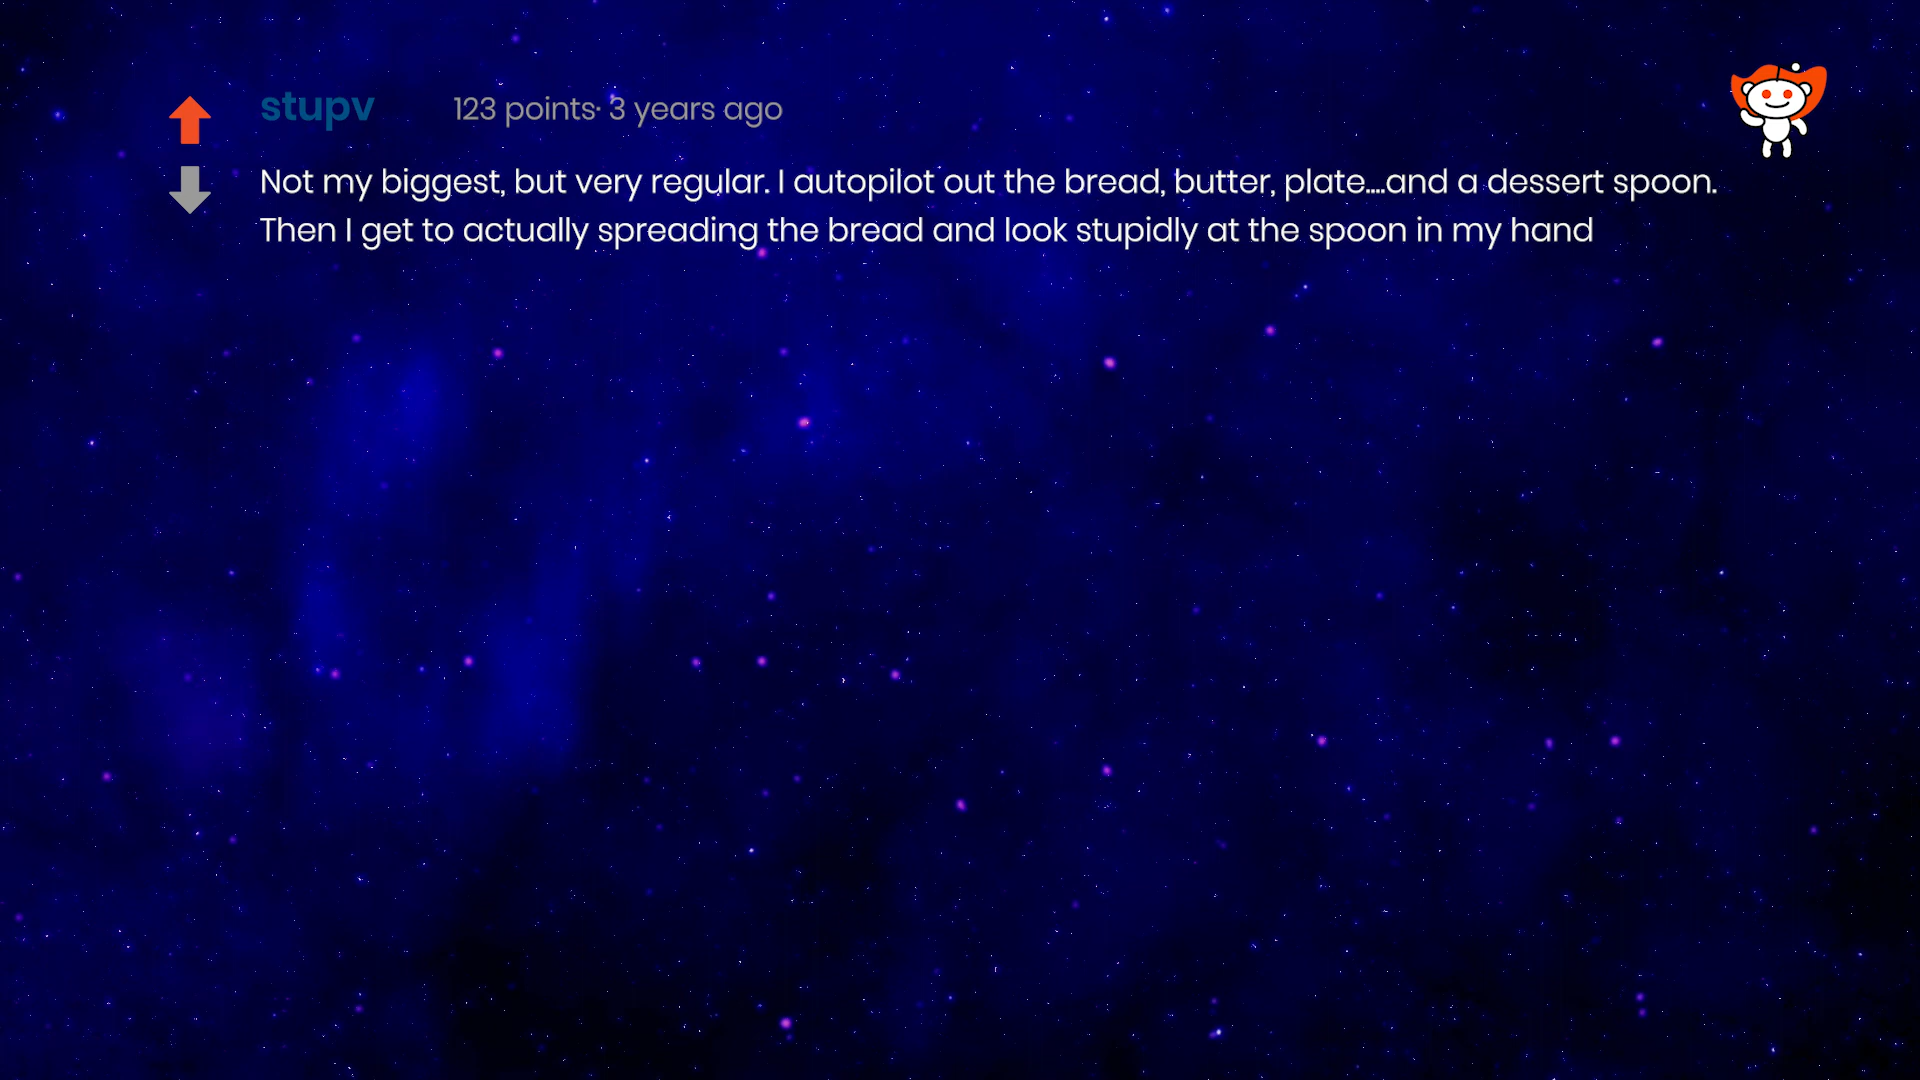 stupv 123 points· 3 years ago
Not my biggest, but very regular. I autopilot out the bread, butter, plate....and a dessert spoon.
Then I get to actually spreading the bread and look stupidly at the spoon in my hand